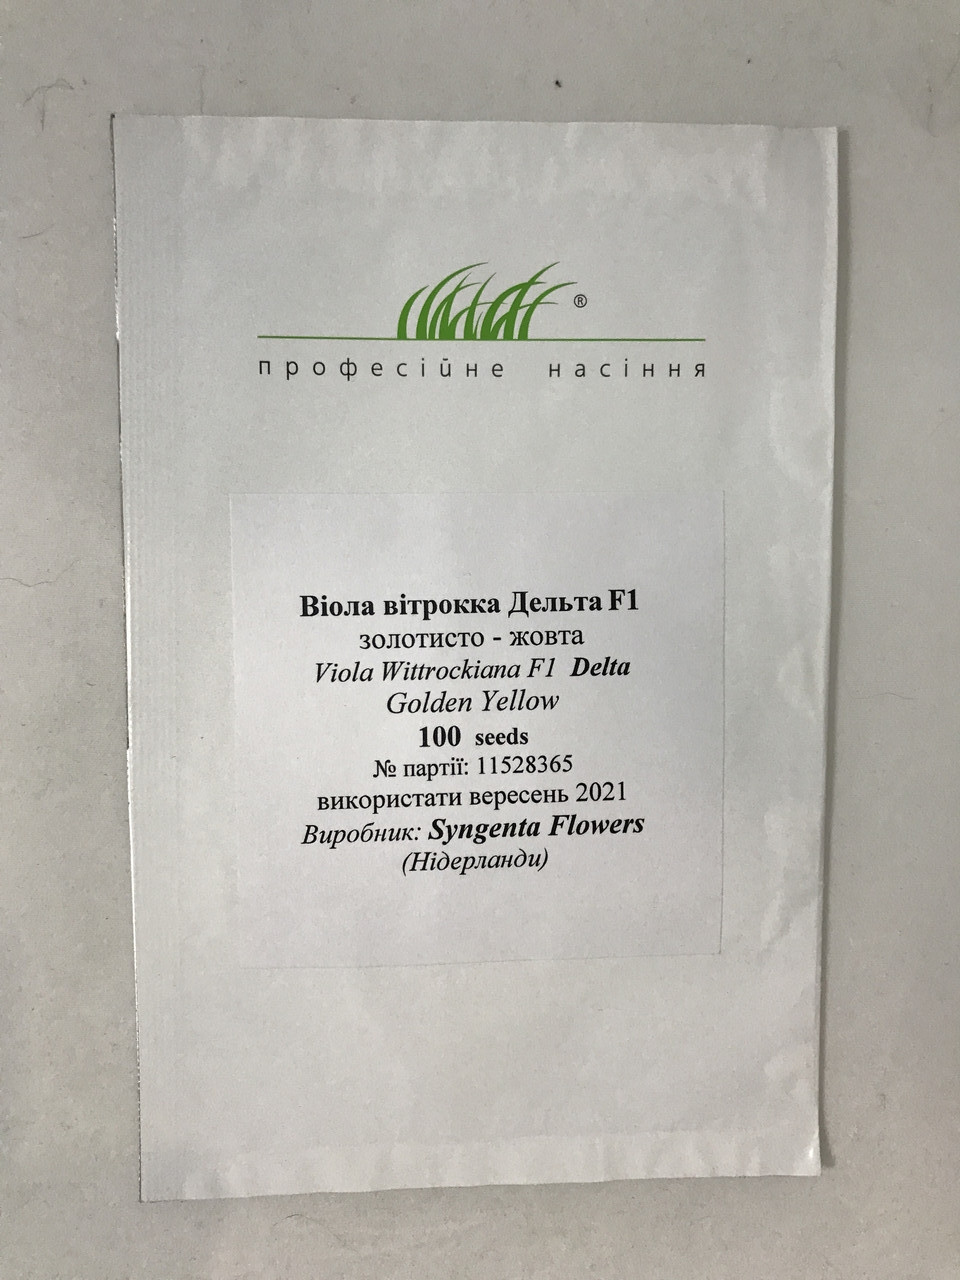 ®
професійне насіння
Віола вітрокка Дельта F1
золотисто - жовта
Viola Wittrockiana F1 Delta
Golden Yellow
100 seeds
№ партії: 11528365
використати вересень 2021
Виробник: Syngenta Flowers
(Нідерланди)